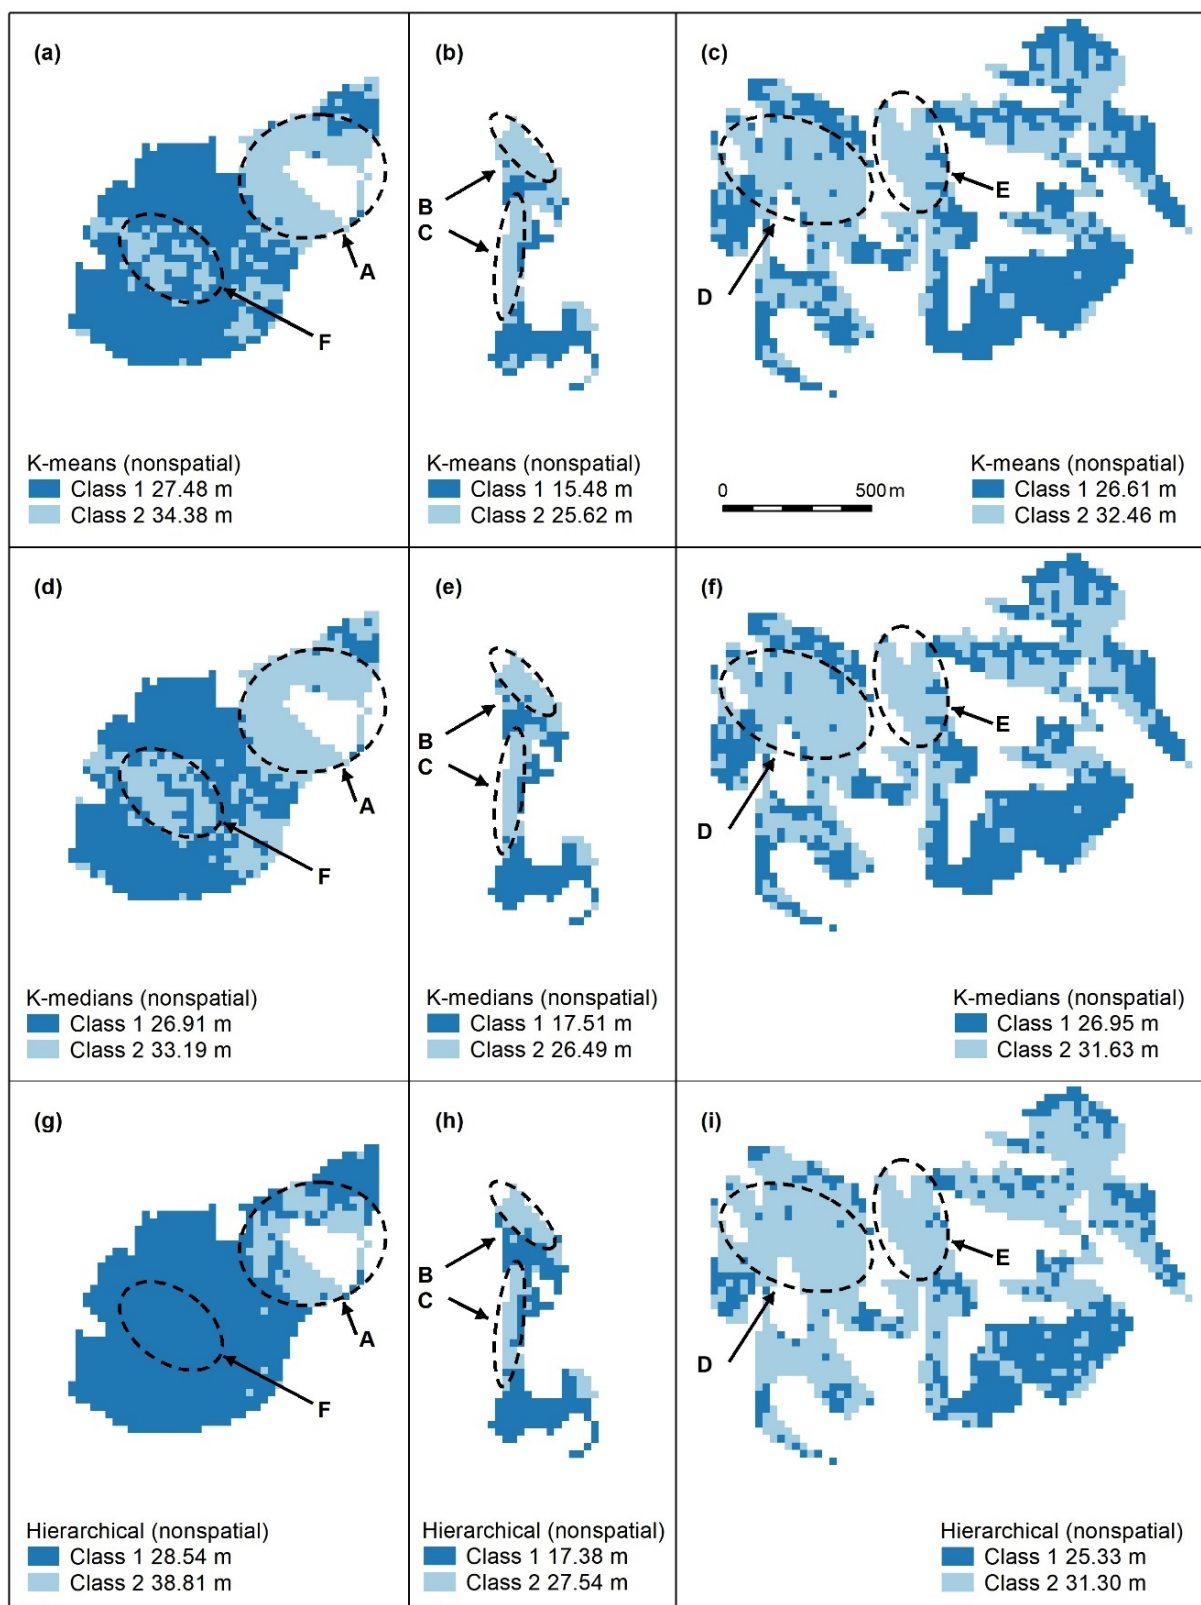 (a)
A
F
K-means (nonspatial)
Class 1 27.48 m
Class 2 34.38 m
(b)
B
C
K-means (nonspatial)
Class 1 15.48 m
Class 2 25.62 m
(c)
E
D
0 500 m
K-means (nonspatial)
Class 1 26.61 m
Class 2 32.46 m
(d)
A
F
K-medians (nonspatial)
Class 1 26.91 m
Class 2 33.19 m
(e)
B
C
K-medians (nonspatial)
Class 1 17.51 m
Class 2 26.49 m
(f)
E
D
K-medians (nonspatial)
Class 1 26.95 m
Class 2 31.63 m
(g)
A
F
Hierarchical (nonspatial)
Class 1 28.54 m
Class 2 38.81 m
(h)
B
C
Hierarchical (nonspatial)
Class 1 17.38 m
Class 2 27.54 m
(i)
E
D
Hierarchical (nonspatial)
Class 1 25.33 m
Class 2 31.30 m